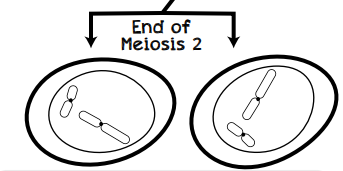 End of
Meiosis 2